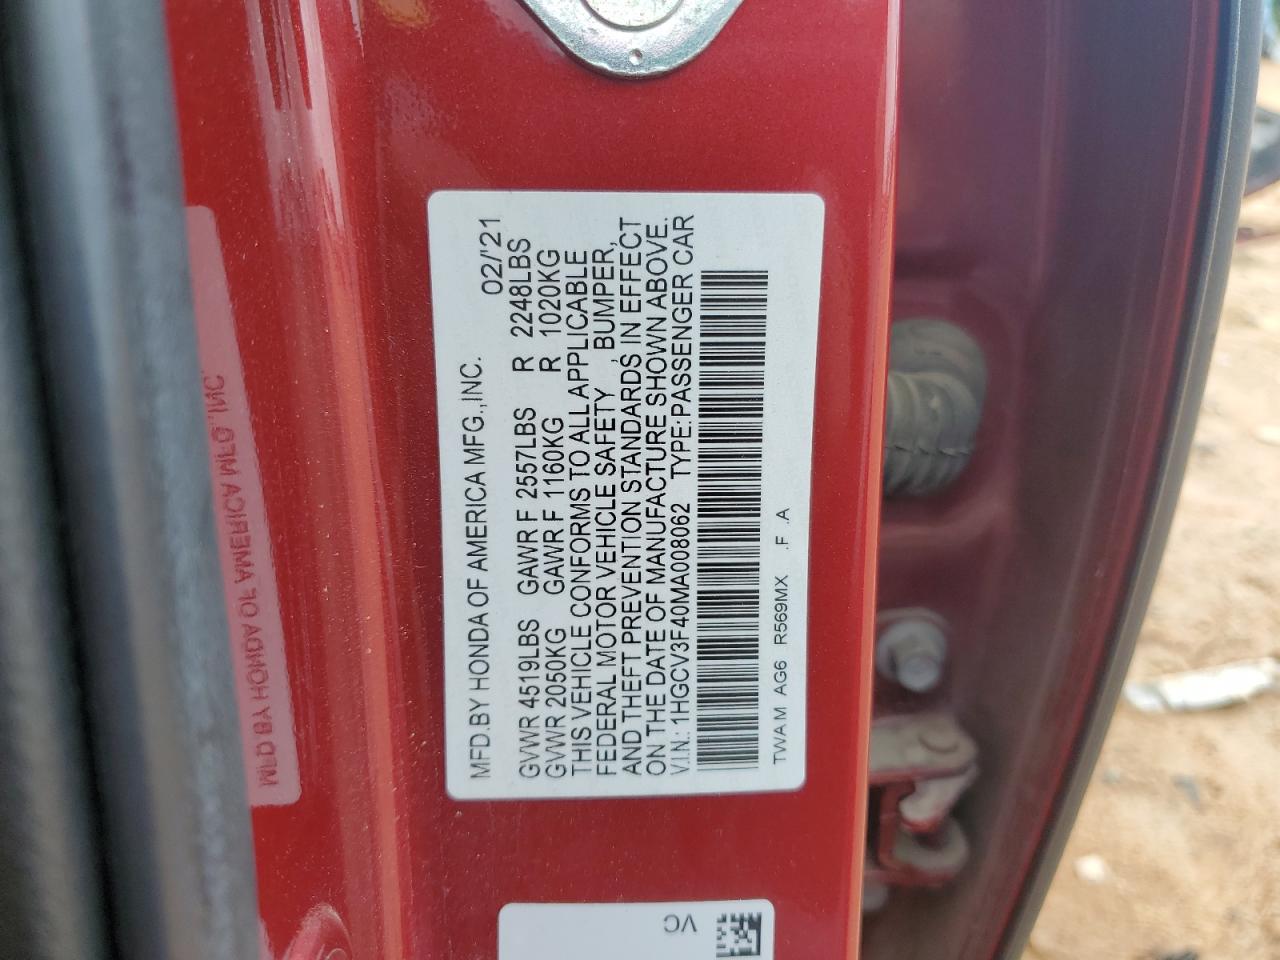 MFD.BY HONDA OF AMERICA MFG.,INC. 02/'21
GVWR 4519LBS GAWR F 2557LBS R 2248LBS
GVWR 2050KG GAWR F 1160KG R 1020KG
THIS VEHICLE CONFORMS TO ALL APPLICABLE
FEDERAL MOTOR VEHICLE SAFETY ,BUMPER,
AND THEFT PREVENTION STANDARDS IN EFFECT
ON THE DATE OF MANUFACTURE SHOWN ABOVE.
V.I.N.: 1HGCV3F40MA008062 TYPE:PASSENGER CAR
TWAM AG6 R569MX .F .A
VC
MFD BY HONDA OF AMERICA MFG.,INC.